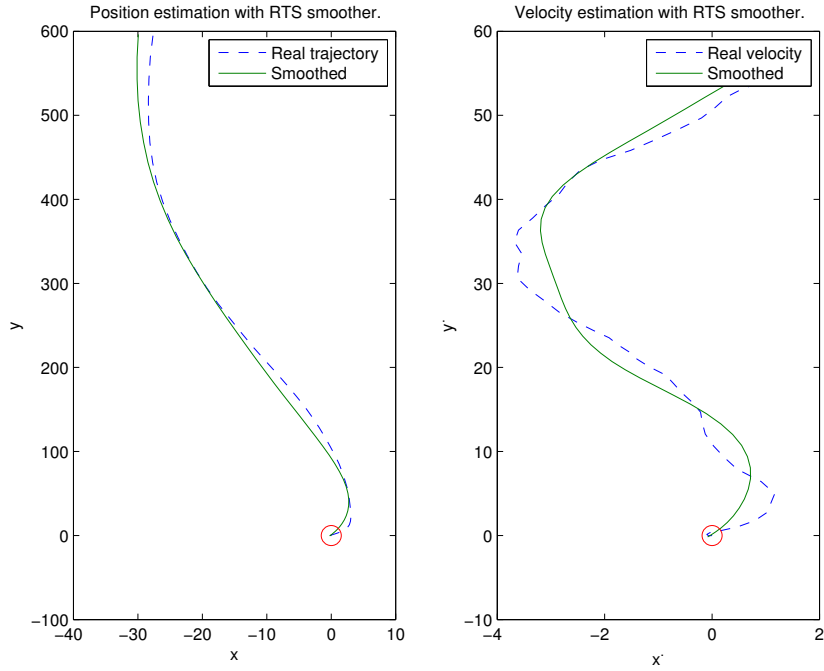 Position estimation with RTS smoother.
600
500
400
300
200
100
0
−100
−40
−30
−20
−10
0
10
x
y
Real trajectory
Smoothed
Velocity estimation with RTS smoother.
60
50
40
30
20
10
0
−10
−4
−2
0
2
x˙
y˙
Real velocity
Smoothed